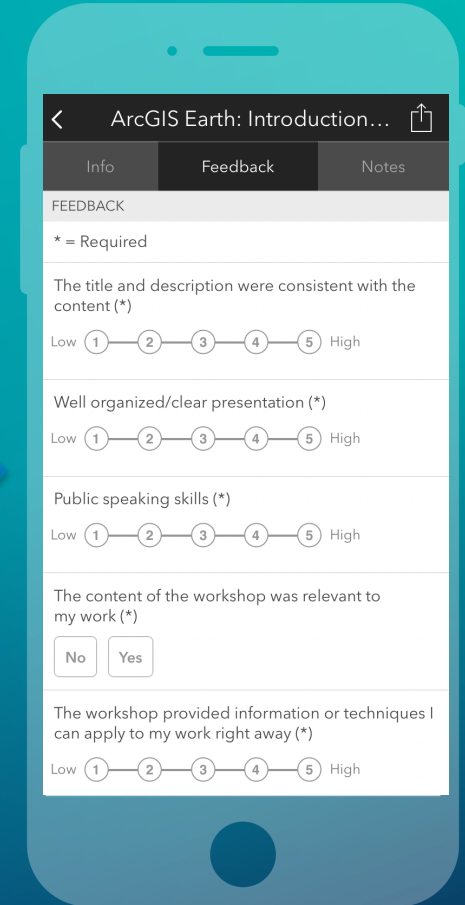 ArcGIS Earth: Introduction...
Info Feedback Notes
FEEDBACK
* = Required
The title and description were consistent with the
content (*)
Low 1 2 3 4 5 High
Well organized/clear presentation (*)
Low 1 2 3 4 5 High
Public speaking skills (*)
Low 1 2 3 4 5 High
The content of the workshop was relevant to
my work (*)
No Yes
The workshop provided information or techniques I
can apply to my work right away (*)
Low 1 2 3 4 5 High